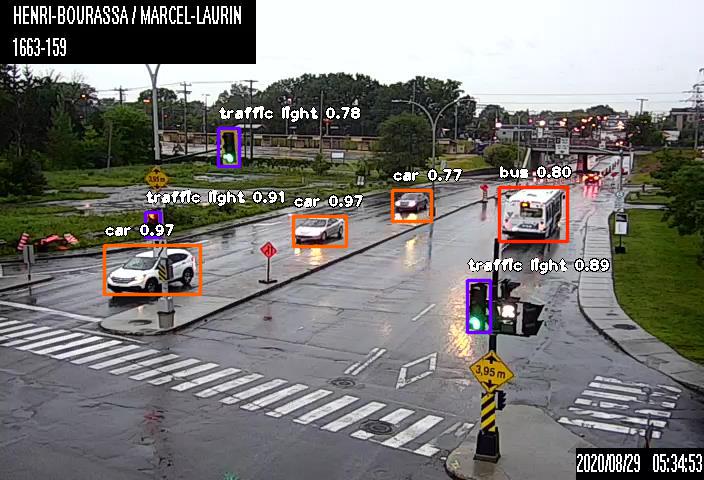 HENRI-BOURASSA / MARCEL-LAURIN
1663-159
traffic light 0.78
car 0.77
bus 0.80
traffic light 0.91
car 0.97
car 0.97
3,95 m
traffic light 0.89
3,95 m
2020/08/29 05:34:53